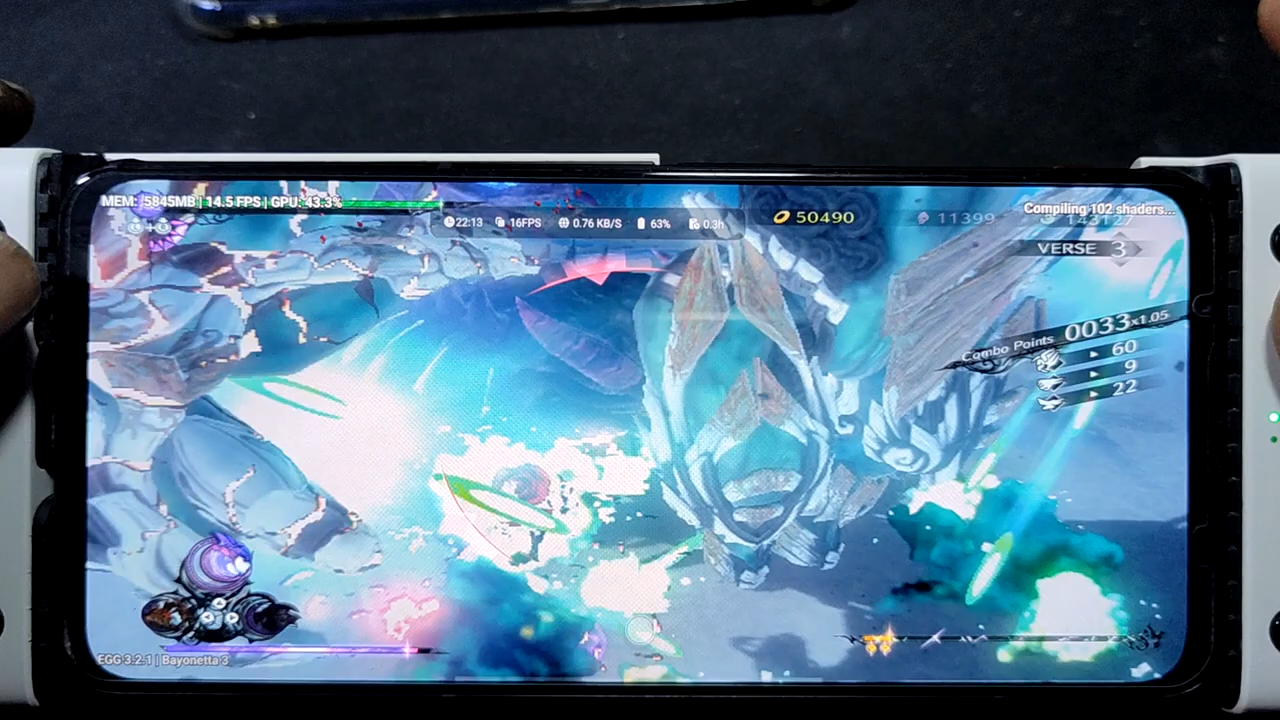 MEM: 5845MB | 14.5 FPS | GPU: 43.3%
22:13 16FPS 0.76 KB/S 63% 0.3h
50490
11399
Compiling 102 shaders...
VERSE 3
0033x1.05
Combo Points
60
9
22
EGG 3.2.1 | Bayonetta 3